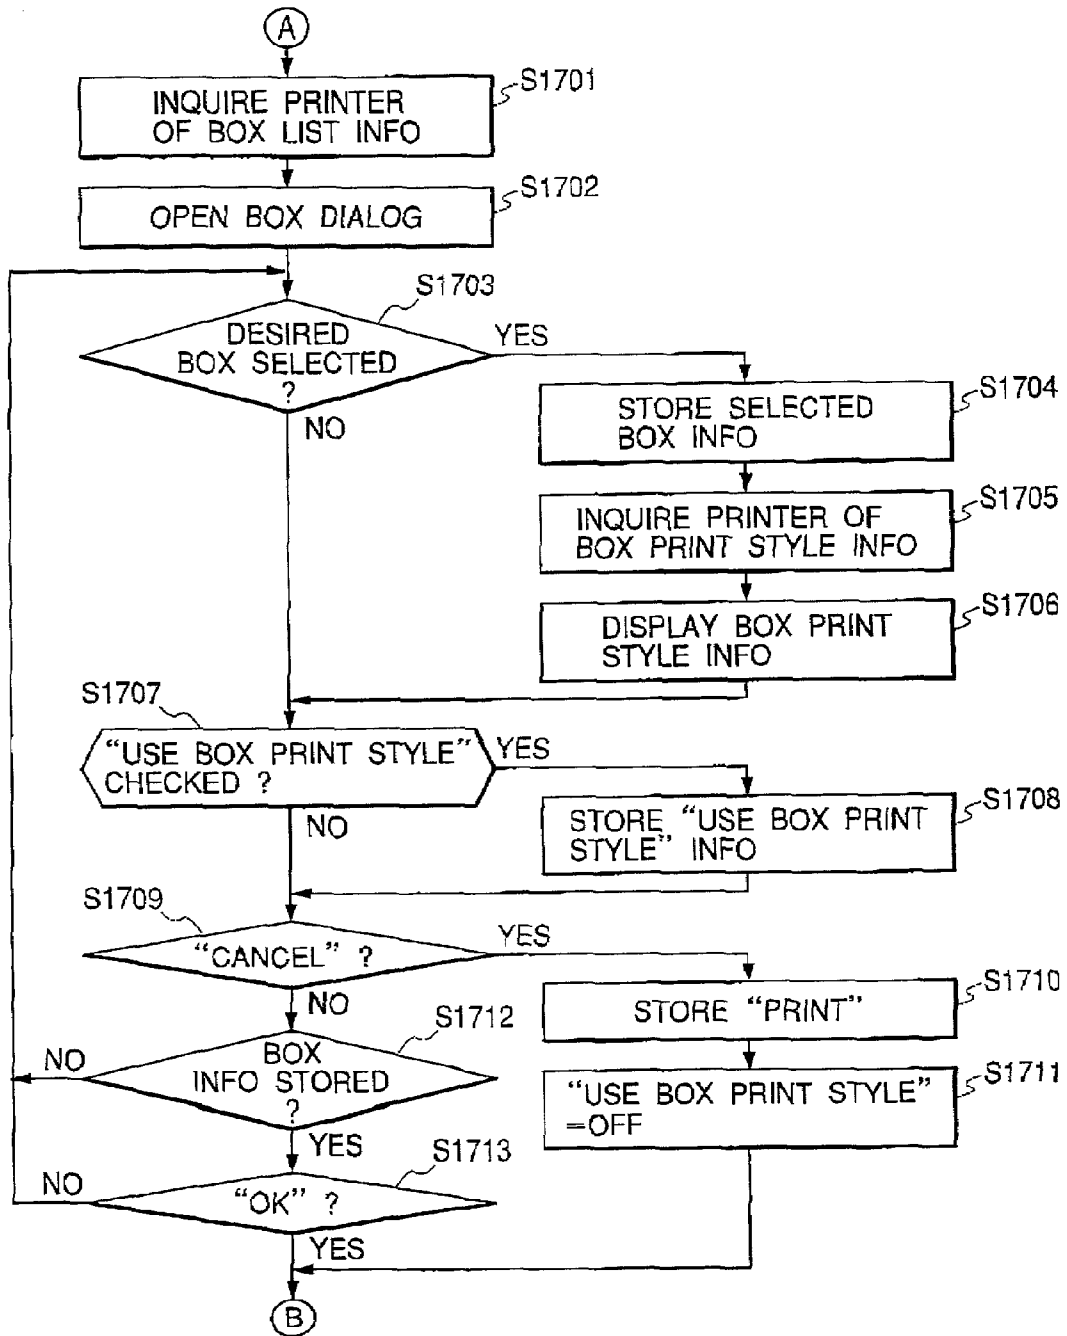 A
S1701
INQUIRE PRINTER
OF BOX LIST INFO
S1702
OPEN BOX DIALOG
S1703
DESIRED
BOX SELECTED
?
YES
NO
S1704
STORE SELECTED
BOX INFO
S1705
INQUIRE PRINTER OF
BOX PRINT STYLE INFO
S1706
DISPLAY BOX PRINT
STYLE INFO
S1707
“USE BOX PRINT STYLE”
CHECKED ?
YES
NO
S1708
STORE “USE BOX PRINT
STYLE” INFO
S1709
“CANCEL” ?
YES
NO
S1710
STORE “PRINT”
S1711
“USE BOX PRINT STYLE”
=OFF
S1712
BOX
INFO STORED
?
NO
YES
S1713
“OK” ?
NO
YES
B